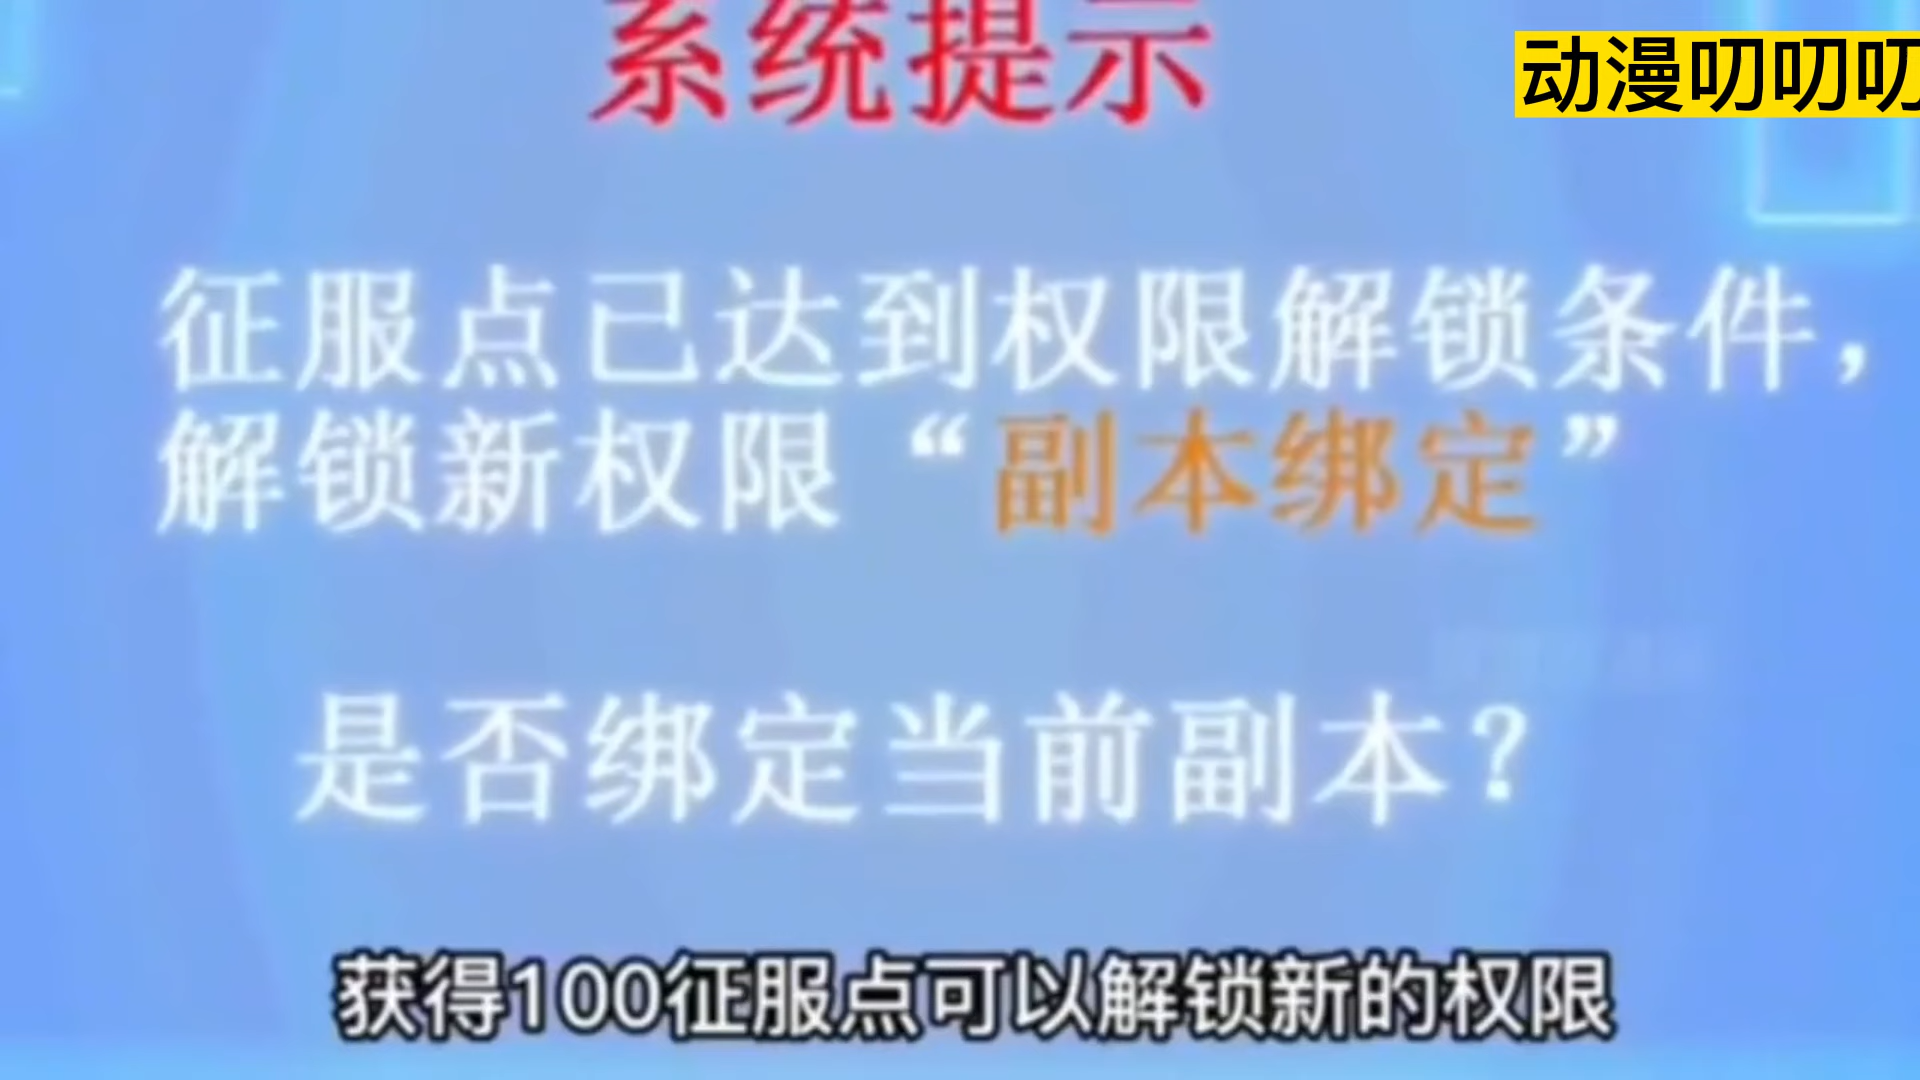 系统提示
动漫叨叨叨
征服点已达到权限解锁条件，
解锁新权限“副本绑定”
是否绑定当前副本？
获得100征服点可以解锁新的权限